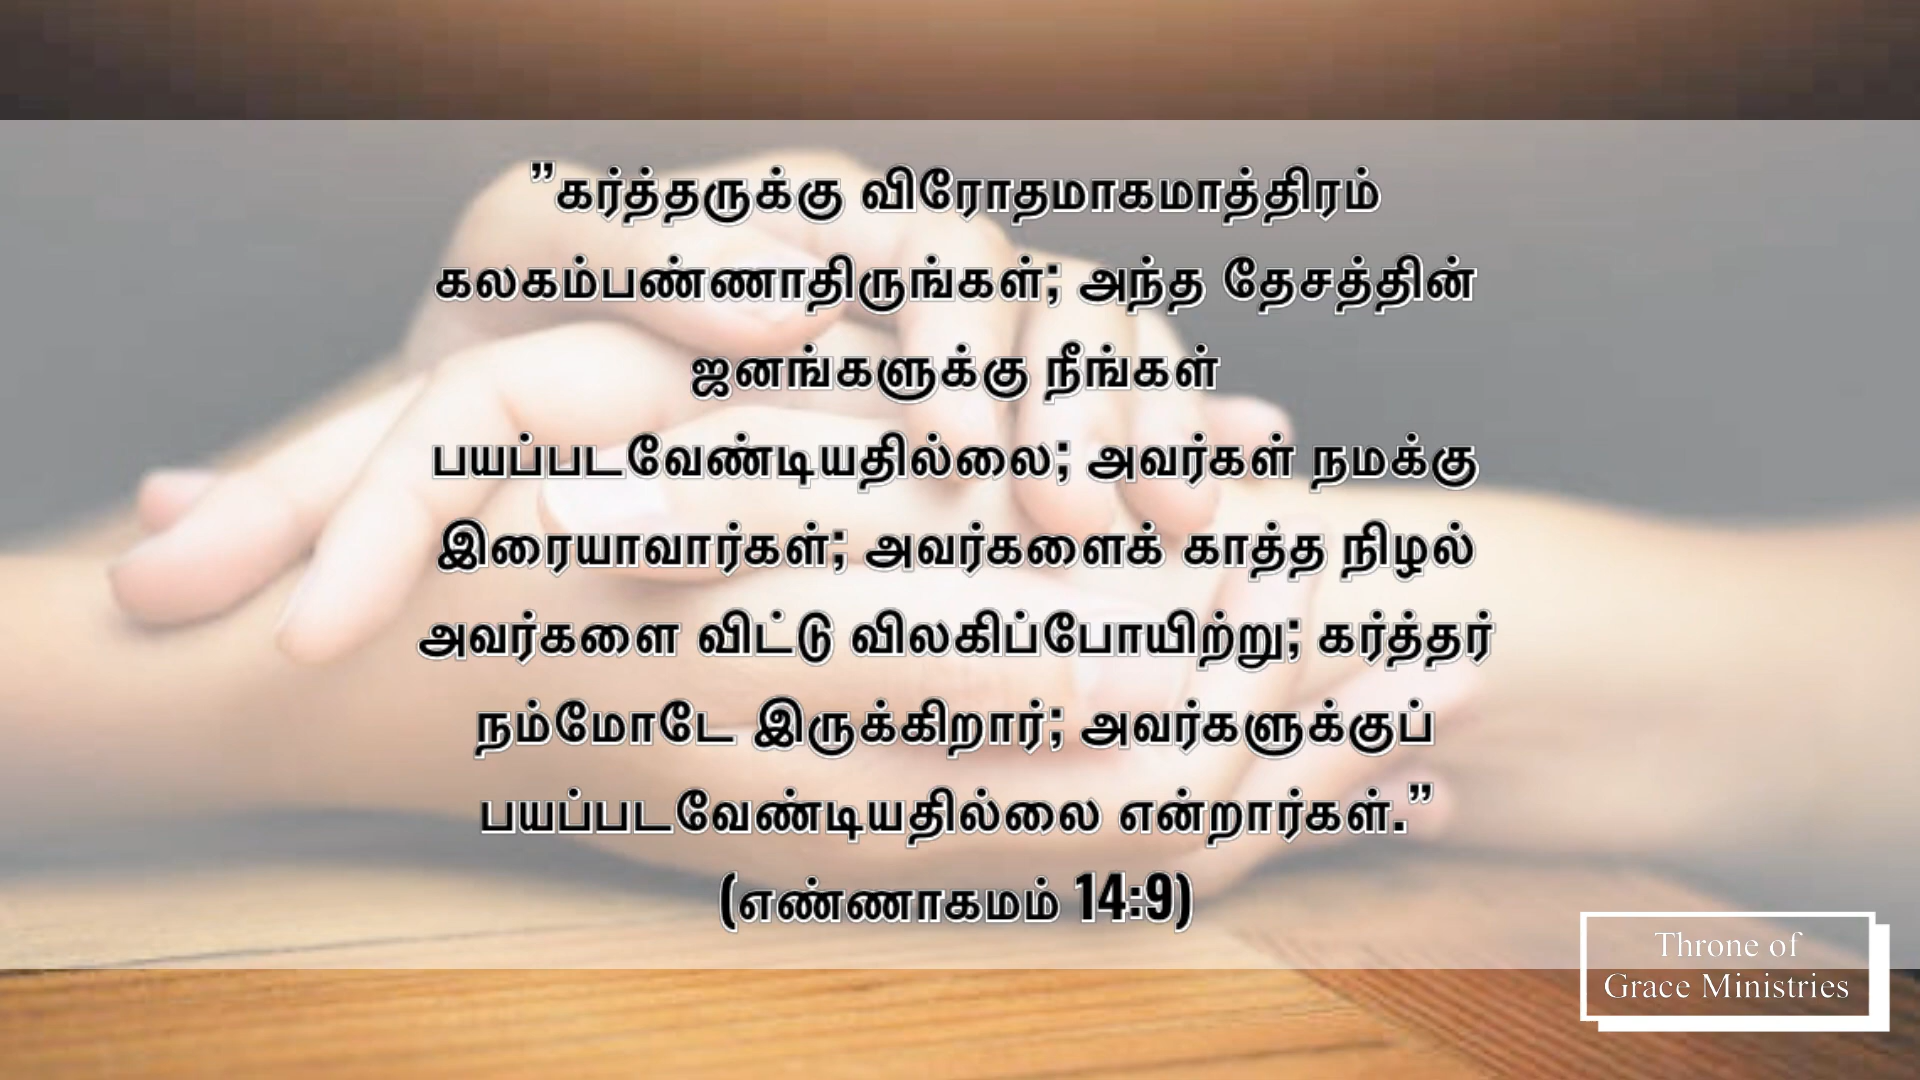 ”கர்த்தருக்கு விரோதமாகமாத்திரம்
கலகம்பண்ணாதிருங்கள்; அந்த தேசத்தின்
ஜனங்களுக்கு நீங்கள்
பயப்படவேண்டியதில்லை; அவர்கள் நமக்கு
இரையாவார்கள்; அவர்களைக் காத்த நிழல்
அவர்களை விட்டு விலகிப்போயிற்று; கர்த்தர்
நம்மோடே இருக்கிறார்; அவர்களுக்குப்
பயப்படவேண்டியதில்லை என்றார்கள்.”
(எண்ணாகமம் 14:9)
Throne of
Grace Ministries